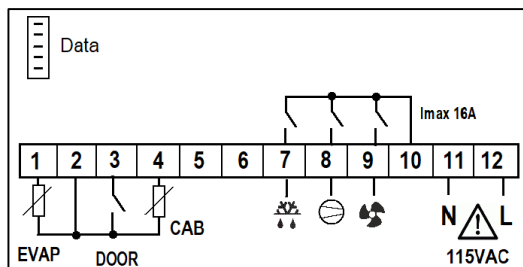 Data
Imax 16A
1 2 3 4 5 6 7 8 9 10 11 12
N L
CAB
EVAP DOOR 115VAC